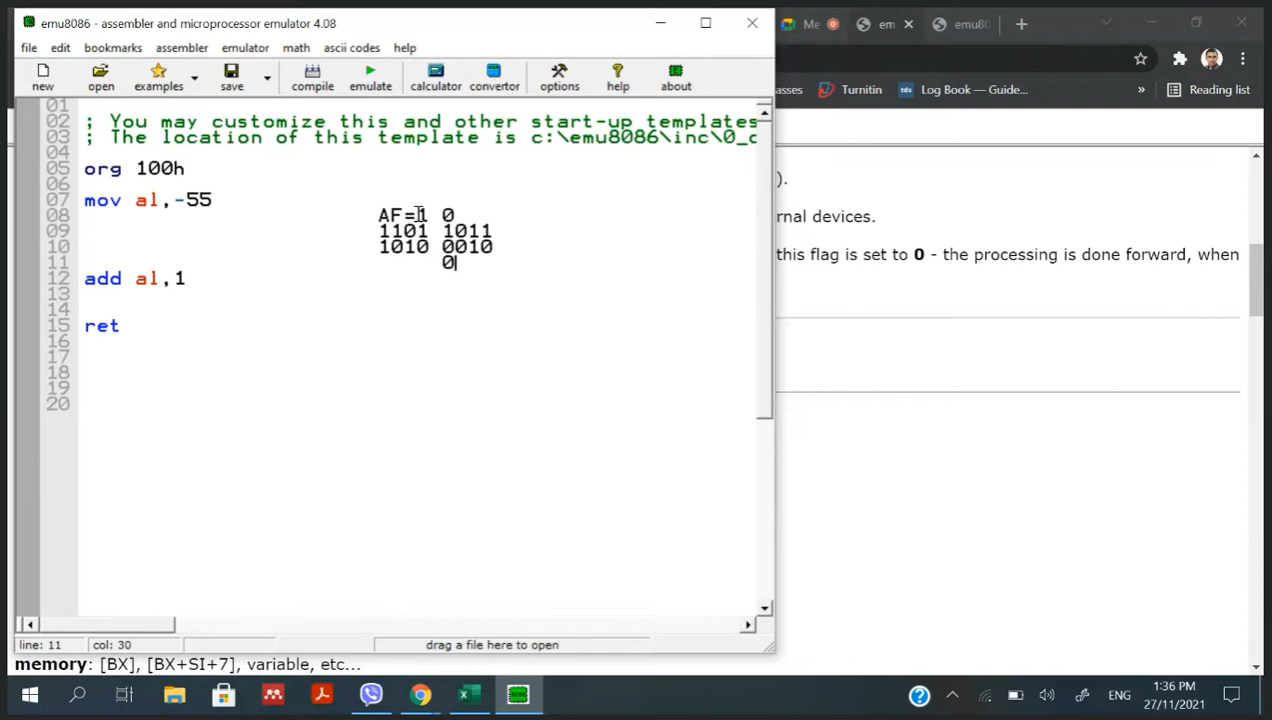 emu8086 - assembler and microprocessor emulator 4.08
file edit bookmarks assembler emulator math ascii codes help
new open examples save compile emulate calculator convertor options help about
01
02 ; You may customize this and other start-up templates
03 ; The location of this template is c:\emu8086\inc\0_c
04
05 org 100h
06
07 mov al,-55
08 AF=1 0
09 1101 1011
10 1010 0010
11 0
12 add al,1
13
14
15 ret
16
17
18
19
20
line: 11 col: 30 drag a file here to open
Me em emu80
asses Turnitin Log Book — Guide... » Reading list
).
rnal devices.
this flag is set to 0 - the processing is done forward, when
memory: [BX], [BX+SI+7], variable, etc...
ENG 1:36 PM
27/11/2021